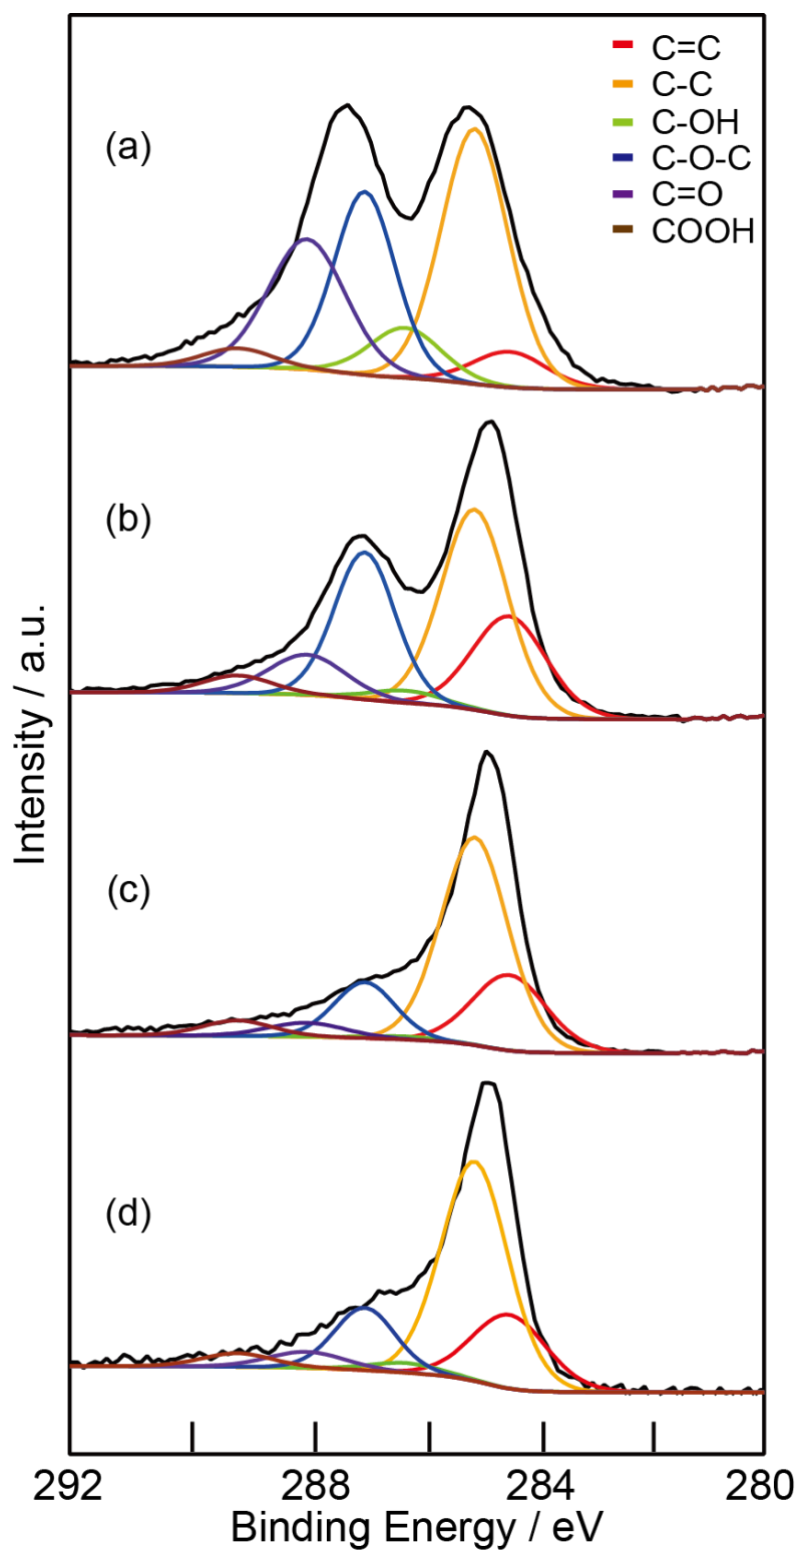 C=C
C-C
C-OH
C-O-C
C=O
COOH
(a)
(b)
(c)
(d)
Intensity / a.u.
292 288 284 280
Binding Energy / eV